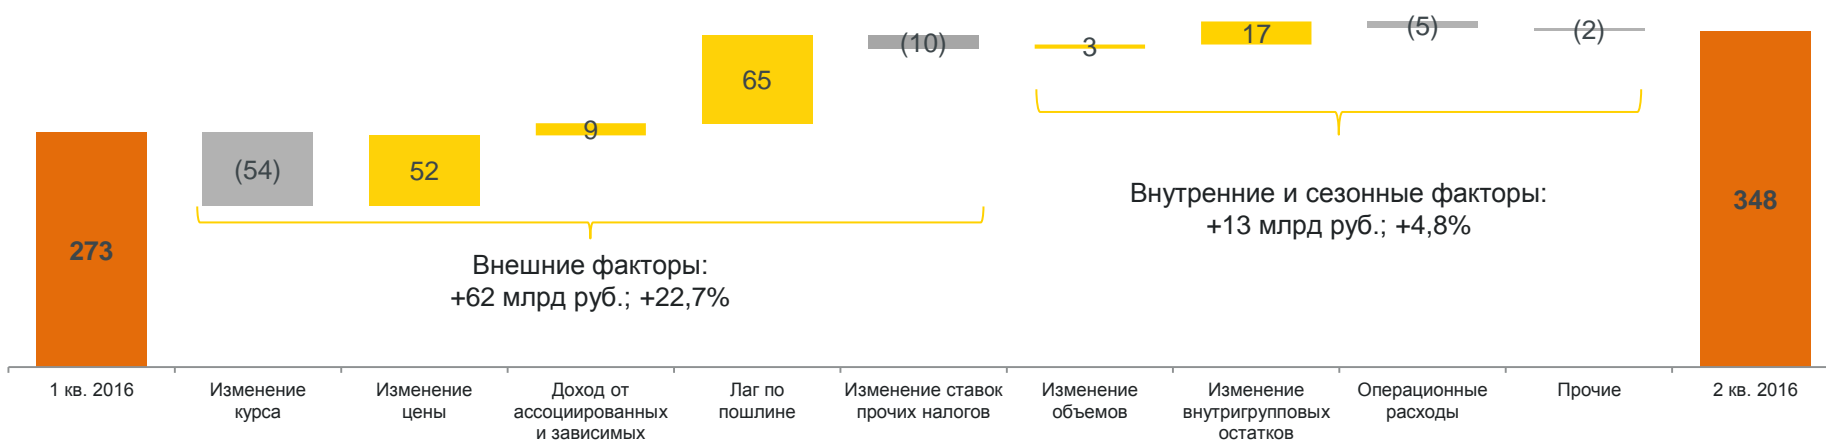 273
(54)
52
9
65
(10)
3
17
(5)
(2)
348
Внешние факторы:
+62 млрд руб.; +22,7%
Внутренние и сезонные факторы:
+13 млрд руб.; +4,8%
1 кв. 2016
Изменение
курса
Изменение
цены
Доход от
ассоциированных
и зависимых
Лаг по
пошлине
Изменение ставок
прочих налогов
Изменение
объемов
Изменение
внутригрупповых
остатков
Операционные
расходы
Прочие
2 кв. 2016